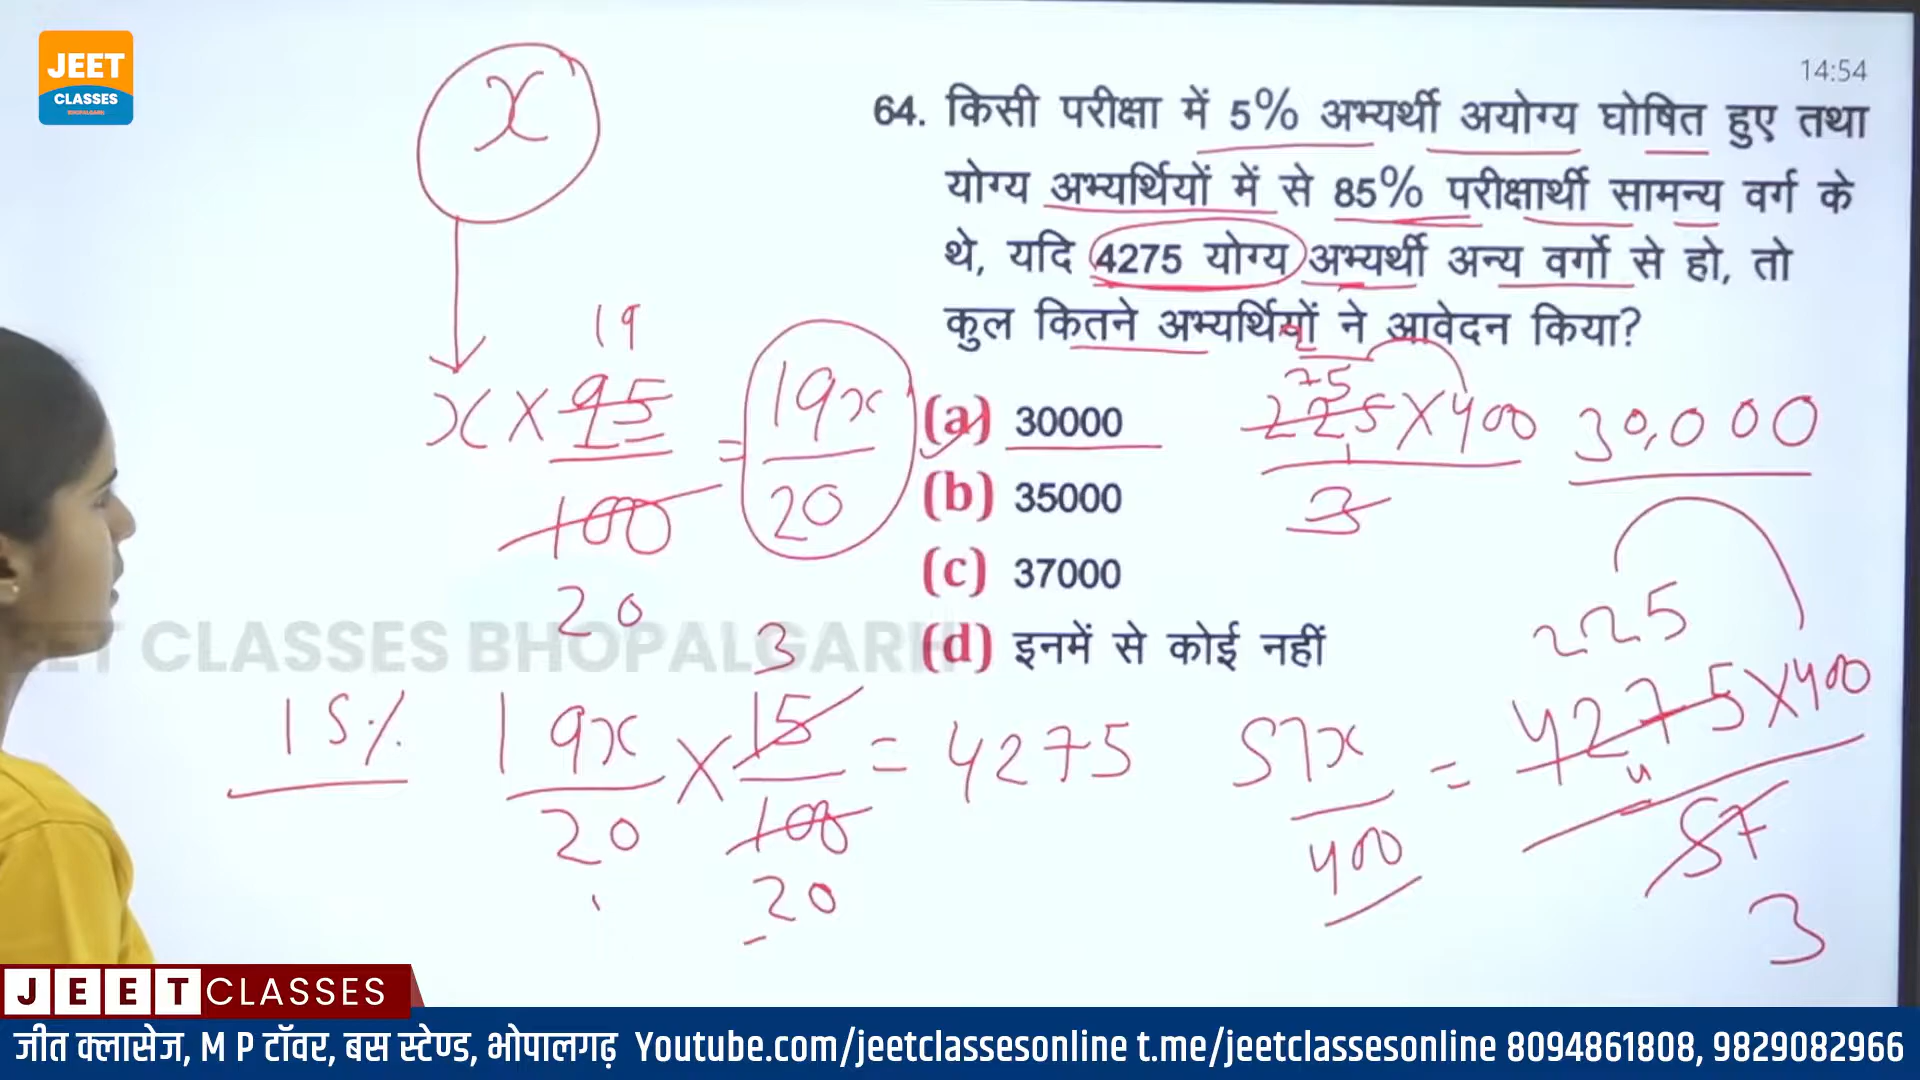 JEET
CLASSES
14:54
x
64. किसी परीक्षा में 5% अभ्यर्थी अयोग्य घोषित हुए तथा
योग्य अभ्यर्थियों में से 85% परीक्षार्थी सामन्य वर्ग के
थे, यदि 4275 योग्य अभ्यर्थी अन्य वर्गो से हो, तो
कुल कितने अभ्यर्थियों ने आवेदन किया?
(a) 30000
(b) 35000
(c) 37000
(d) इनमें से कोई नहीं
19
x × 95
100
20
= 19x
20
75
225 × 400
3
30,000
15%
3
19x × 15 = 4275
20 100
20
57x =
400
225
4275 × 400
57
3
CLASSES BHOPALGARH
JEET CLASSES
जीत क्लासेज, M P टॉवर, बस स्टेण्ड, भोपालगढ़ Youtube.com/jeetclassesonline t.me/jeetclassesonline 8094861808, 9829082966